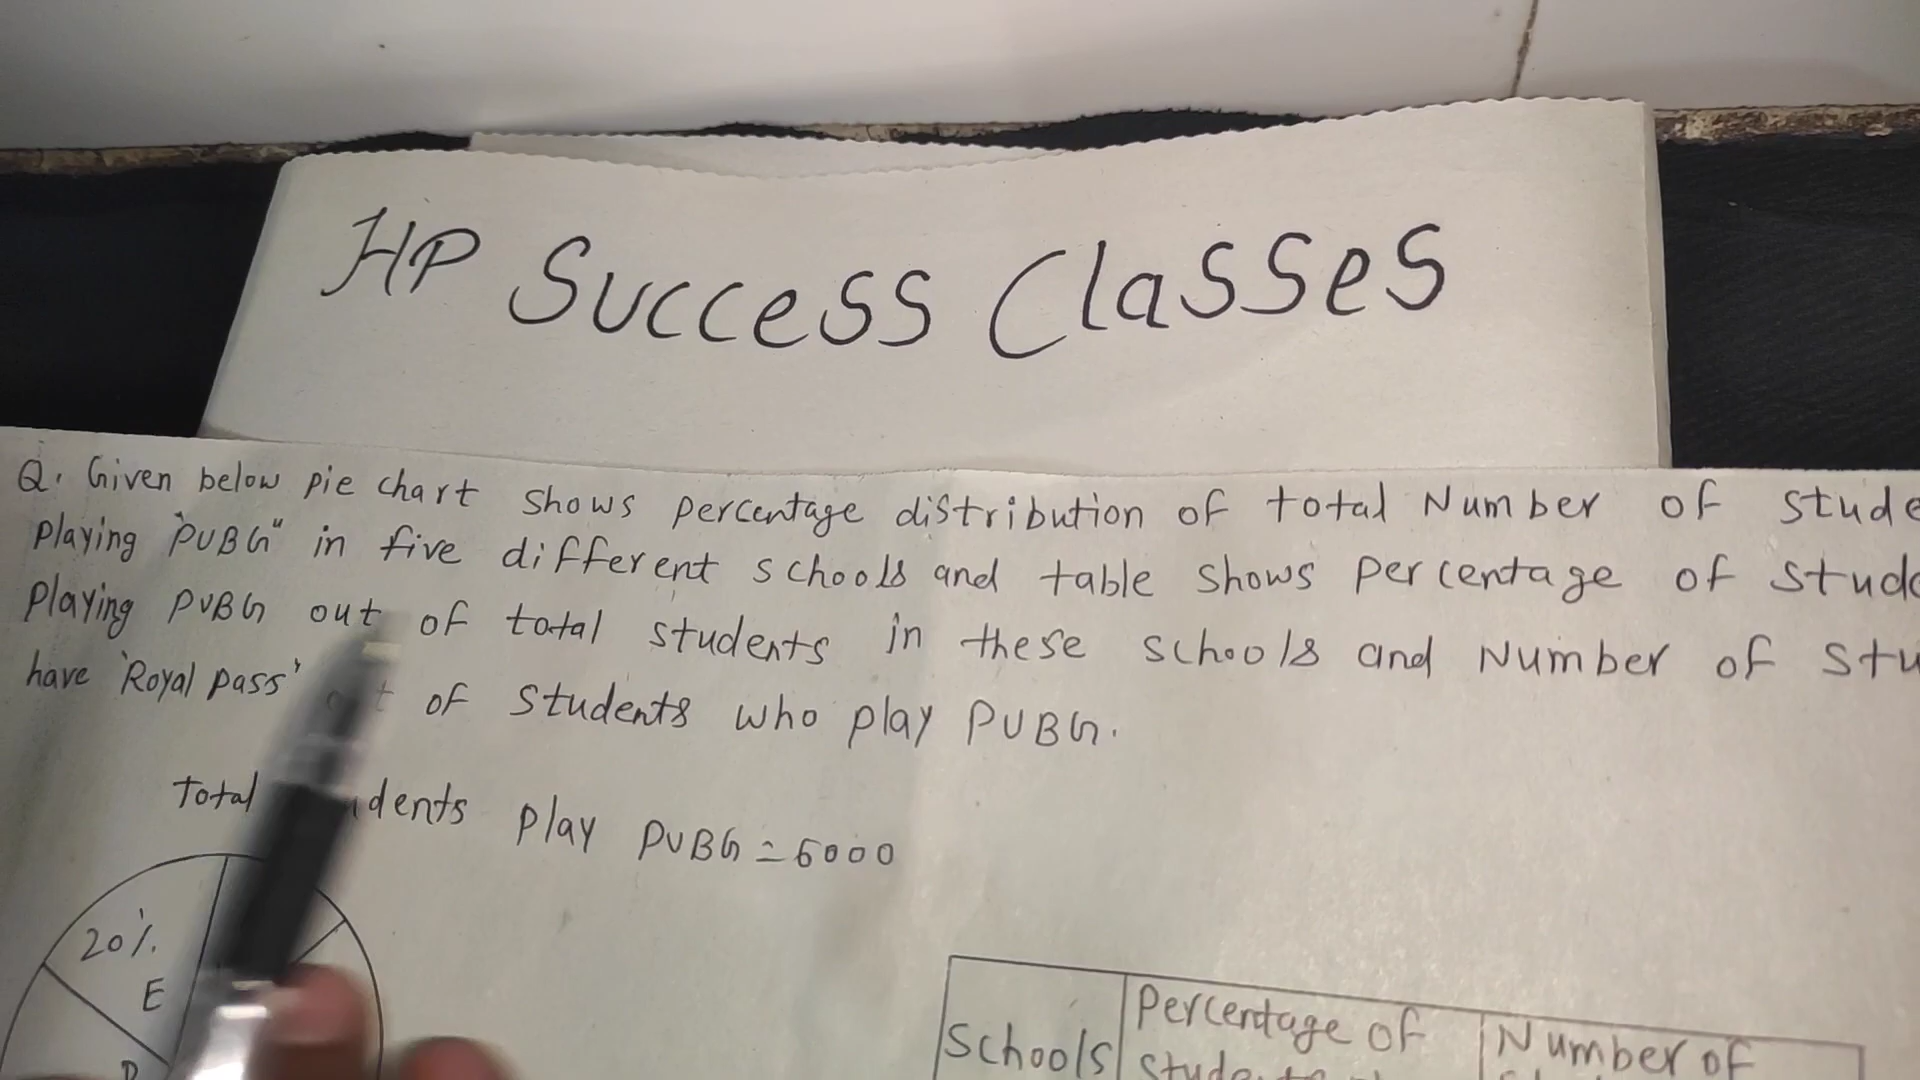 HP Success Classes
Q. Given below pie chart shows percentage distribution of total Number of stude
playing "PUBG" in five different schools and table shows percentage of stude
playing PUBG out of total students in these schools and Number of stu
have 'Royal pass' of students who play PUBG.
Total play PUBG = 6000
20%
E
D
Schools
Percentage of
Number of